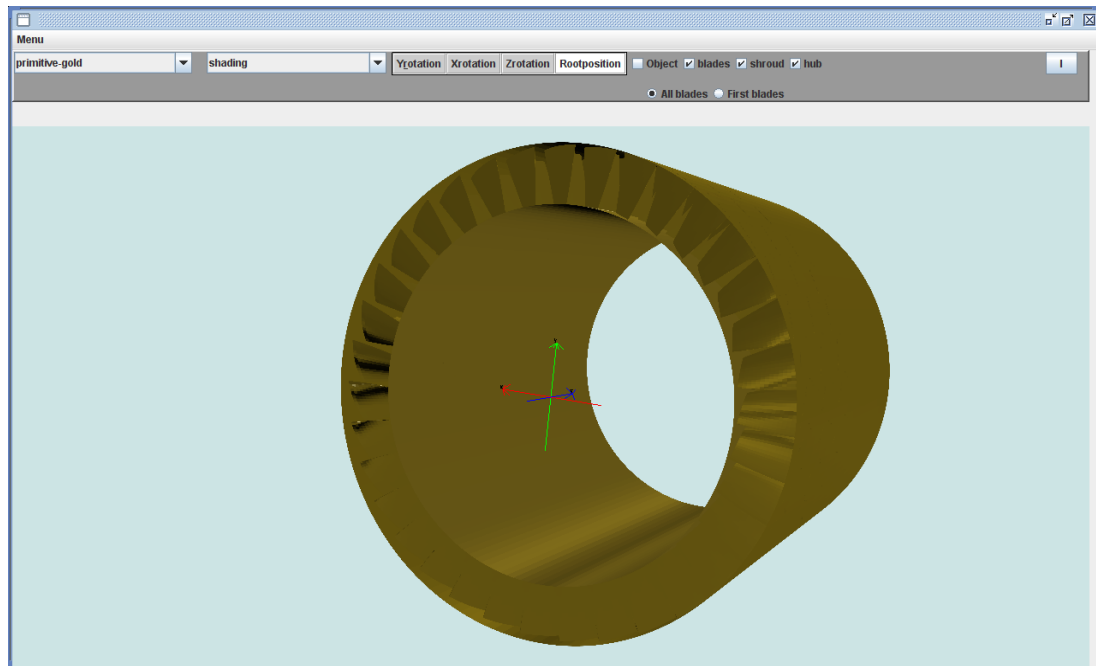 Menu
primitive-gold shading Yrotation Xrotation Zrotation Rootposition Object blades shroud hub I
All blades First blades